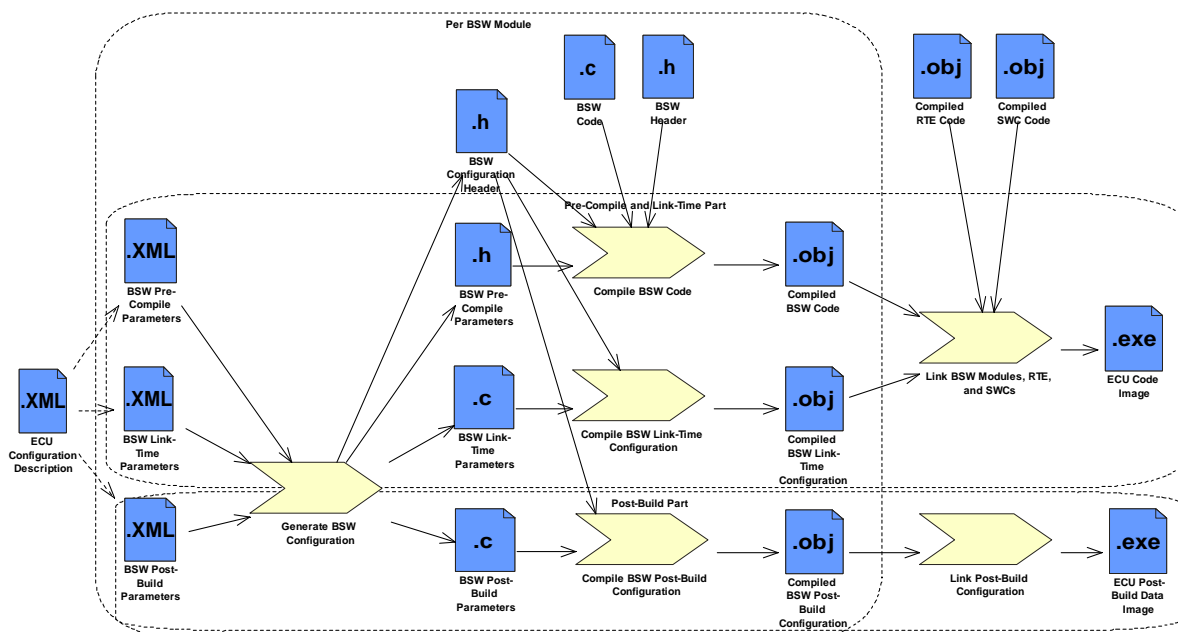 Per BSW Module
.c
BSW
Code
.h
BSW
Header
.obj
Compiled
RTE Code
.obj
Compiled
SWC Code
.h
BSW
Configuration
Header
Pre-Compile and Link-Time Part
.XML
BSW Pre-
Compile
Parameters
.h
BSW Pre-
Compile
Parameters
Compile BSW Code
.obj
Compiled
BSW Code
Link BSW Modules, RTE,
and SWCs
.exe
ECU Code
Image
.XML
ECU
Configuration
Description
.XML
BSW Link-
Time
Parameters
.c
BSW Link-
Time
Parameters
Compile BSW Link-Time
Configuration
.obj
Compiled
BSW Link-
Time
Configuration
Generate BSW
Configuration
Post-Build Part
.XML
BSW Post-
Build
Parameters
.c
BSW Post-
Build
Parameters
Compile BSW Post-Build
Configuration
.obj
Compiled
BSW Post-
Build
Configuration
Link Post-Build
Configuration
.exe
ECU Post-
Build Data
Image